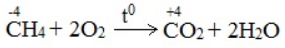 -4 t⁰ +4
CH₄ + 2O₂ → CO₂ + 2H₂O